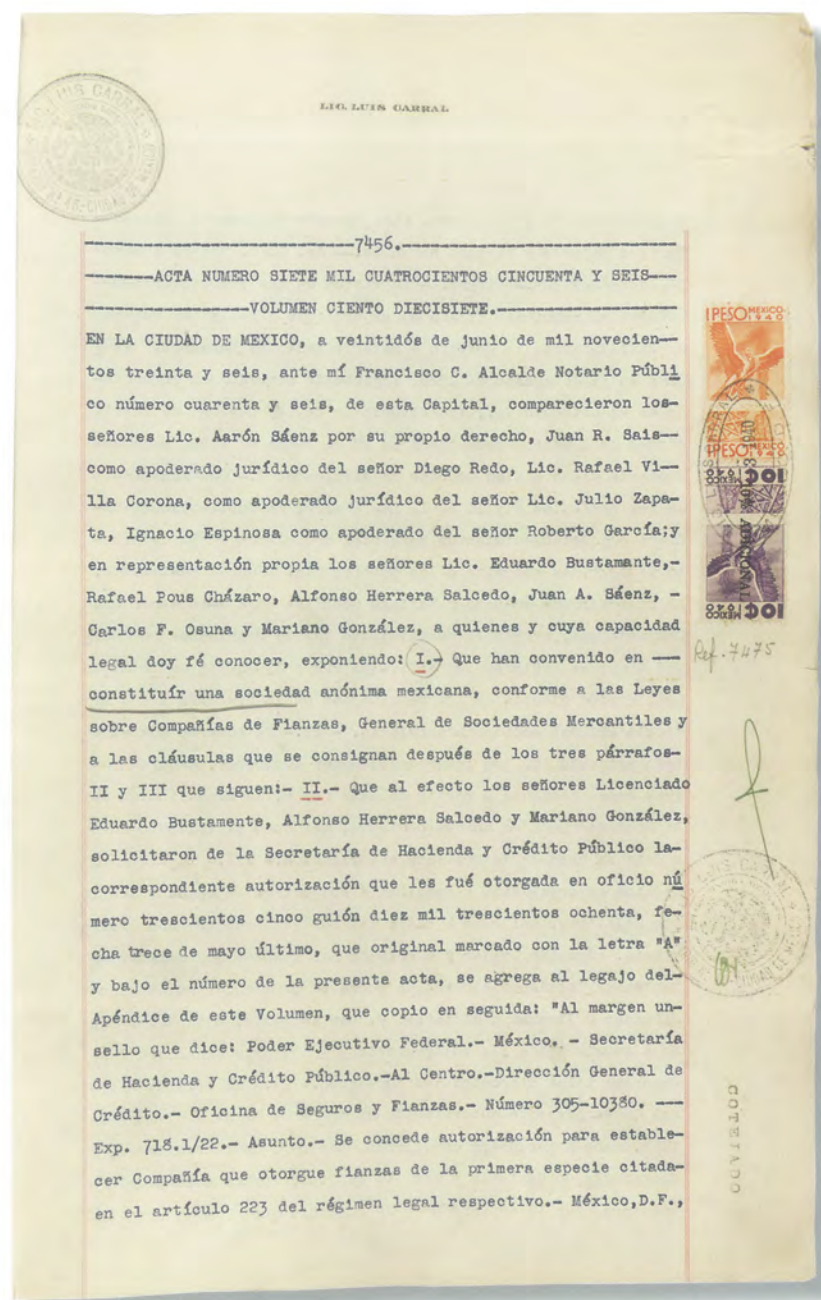 LIC. LUIS CARRAL
7456.
ACTA NUMERO SIETE MIL CUATROCIENTOS CINCUENTA Y SEIS---
VOLUMEN CIENTO DIECISIETE.
EN LA CIUDAD DE MEXICO, a veintidós de junio de mil novecien--
tos treinta y seis, ante mí Francisco C. Alcalde Notario Públi
co número cuarenta y seis, de esta Capital, comparecieron los-
señores Lic. Aarón Sáenz por su propio derecho, Juan R. Sais--
como apoderado jurídico del señor Diego Redo, Lic. Rafael Vi--
lla Corona, como apoderado jurídico del señor Lic. Julio Zapa-
ta, Ignacio Espinosa como apoderado del señor Roberto García;y
en representación propia los señores Lic. Eduardo Bustamante,-
Rafael Pous Cházaro, Alfonso Herrera Salcedo, Juan A. Sáenz, -
Carlos F. Osuna y Mariano González, a quienes y cuya capacidad
legal doy fé conocer, exponiendo: I.- Que han convenido en ---
constituír una sociedad anónima mexicana, conforme a las Leyes
sobre Compañías de Fianzas, General de Sociedades Mercantiles y
a las cláusulas que se consignan después de los tres párrafos-
II y III que siguen:- II.- Que al efecto los señores Licenciado
Eduardo Bustamente, Alfonso Herrera Salcedo y Mariano González,
solicitaron de la Secretaría de Hacienda y Crédito Público la-
correspondiente autorización que les fué otorgada en oficio nú
mero trescientos cinco guión diez mil trescientos ochenta, fe-
cha trece de mayo último, que original marcado con la letra "A"
y bajo el número de la presente acta, se agrega al legajo del-
Apéndice de este Volumen, que copio en seguida: "Al margen un-
sello que dice: Poder Ejecutivo Federal.- México. - Secretaría
de Hacienda y Crédito Público.-Al Centro.-Dirección General de
Crédito.- Oficina de Seguros y Fianzas.- Número 305-10380. ---
Exp. 718.1/22.- Asunto.- Se concede autorización para estable-
cer Compañía que otorgue fianzas de la primera especie citada-
en el artículo 223 del régimen legal respectivo.- México,D.F.,
1 PESO MEXICO 1940
1 PESO
10¢ MEXICO 1940
10% ADICIONAL
10¢ MEXICO 1940
Ref. 7475
COTEJADO